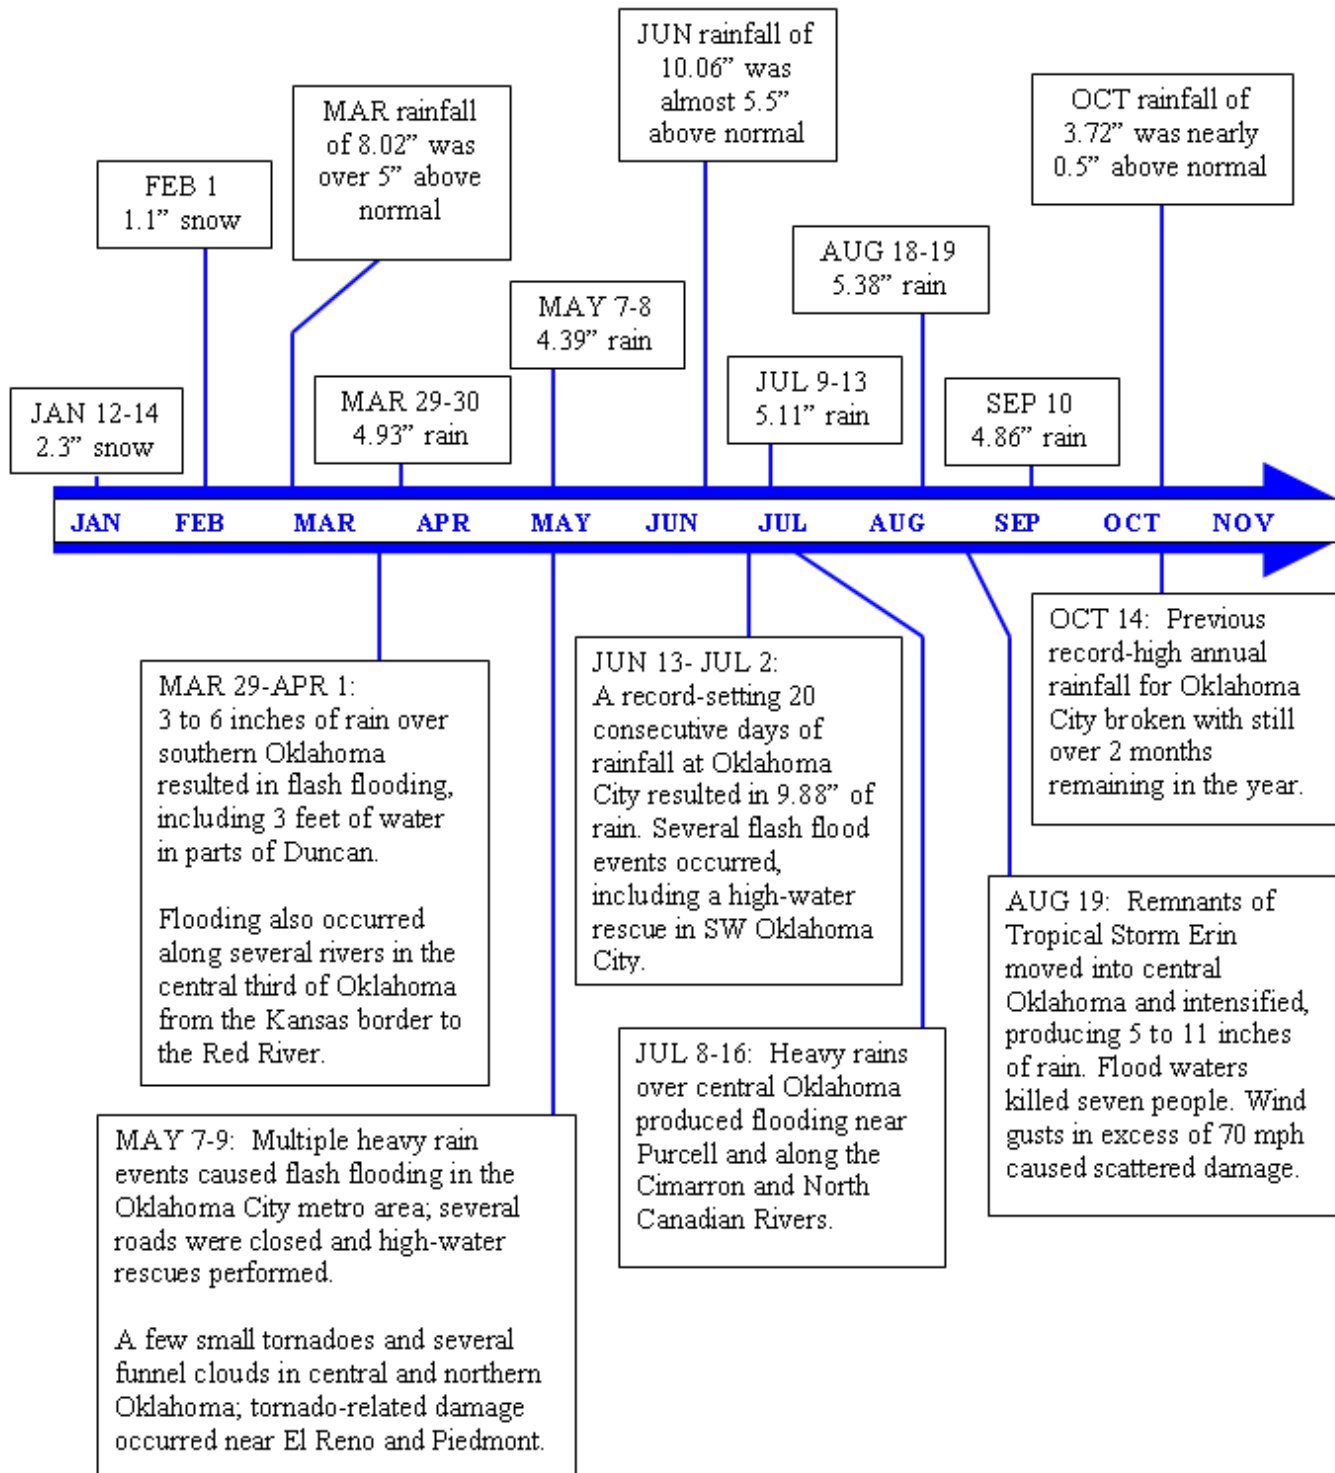 JUN rainfall of
10.06” was
almost 5.5”
above normal
MAR rainfall
of 8.02” was
over 5” above
normal
OCT rainfall of
3.72” was nearly
0.5” above normal
FEB 1
1.1” snow
AUG 18-19
5.38” rain
MAY 7-8
4.39” rain
JUL 9-13
5.11” rain
JAN 12-14
2.3” snow
MAR 29-30
4.93” rain
SEP 10
4.86” rain
JAN FEB MAR APR MAY JUN JUL AUG SEP OCT NOV
MAR 29-APR 1:
3 to 6 inches of rain over
southern Oklahoma
resulted in flash flooding,
including 3 feet of water
in parts of Duncan.
Flooding also occurred
along several rivers in the
central third of Oklahoma
from the Kansas border to
the Red River.
MAY 7-9: Multiple heavy rain
events caused flash flooding in the
Oklahoma City metro area; several
roads were closed and high-water
rescues performed.
A few small tornadoes and several
funnel clouds in central and northern
Oklahoma; tornado-related damage
occurred near El Reno and Piedmont.
JUN 13- JUL 2:
A record-setting 20
consecutive days of
rainfall at Oklahoma
City resulted in 9.88” of
rain. Several flash flood
events occurred,
including a high-water
rescue in SW Oklahoma
City.
JUL 8-16: Heavy rains
over central Oklahoma
produced flooding near
Purcell and along the
Cimarron and North
Canadian Rivers.
OCT 14: Previous
record-high annual
rainfall for Oklahoma
City broken with still
over 2 months
remaining in the year.
AUG 19: Remnants of
Tropical Storm Erin
moved into central
Oklahoma and intensified,
producing 5 to 11 inches
of rain. Flood waters
killed seven people. Wind
gusts in excess of 70 mph
caused scattered damage.